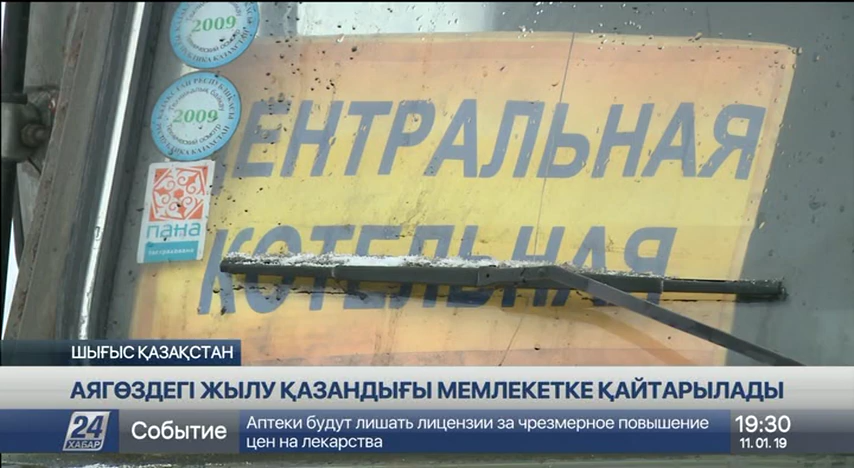 2009
2009
пана
ЕНТРАЛЬНАЯ
КОТЕЛЬНАЯ
ШЫҒЫС ҚАЗАҚСТАН
АЯГӨЗДЕГІ ЖЫЛУ ҚАЗАНДЫҒЫ МЕМЛЕКЕТКЕ ҚАЙТАРЫЛАДЫ
24
ХАБАР
Событие
Аптеки будут лишать лицензии за чрезмерное повышение
цен на лекарства
19:30
11.01.19